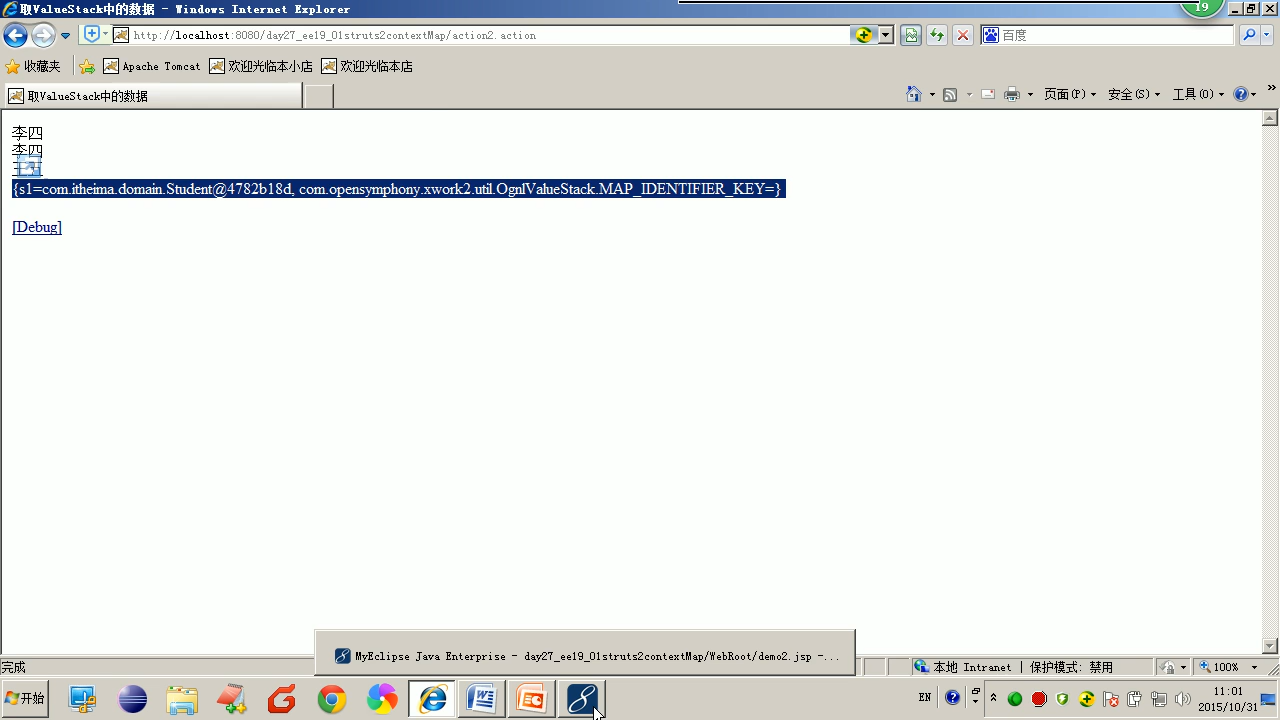 取ValueStack中的数据 - Windows Internet Explorer
19
http://localhost:8080/day27_ee19_01struts2contextMap/action2.action
百度
收藏夹 Apache Tomcat 欢迎光临本小店 欢迎光临本店
取ValueStack中的数据
页面(P) 安全(S) 工具(O)
李四
李四
{s1=com.itheima.domain.Student@4782b18d, com.opensymphony.xwork2.util.OgnlValueStack.MAP_IDENTIFIER_KEY=}
[Debug]
MyEclipse Java Enterprise - day27_ee19_01struts2contextMap/WebRoot/demo2.jsp -...
完成
本地 Intranet | 保护模式: 禁用
100%
开始
EN
11:01
2015/10/31